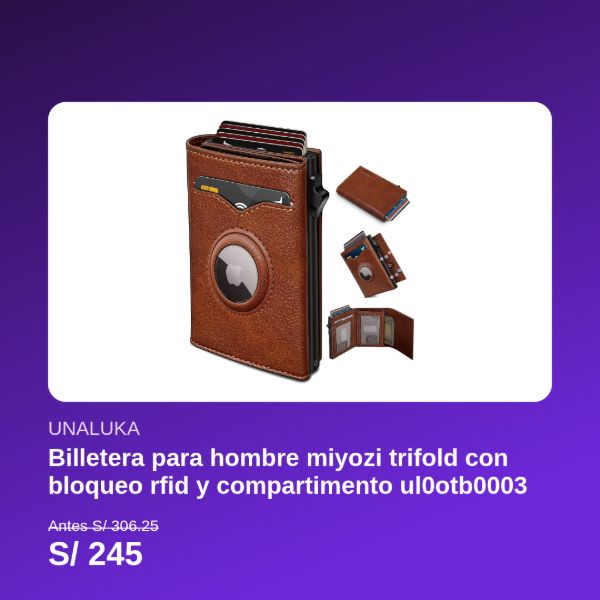 UNALUKA
Billetera para hombre miyozi trifold con
bloqueo rfid y compartimento ul0otb0003
Antes S/ 306.25
S/ 245